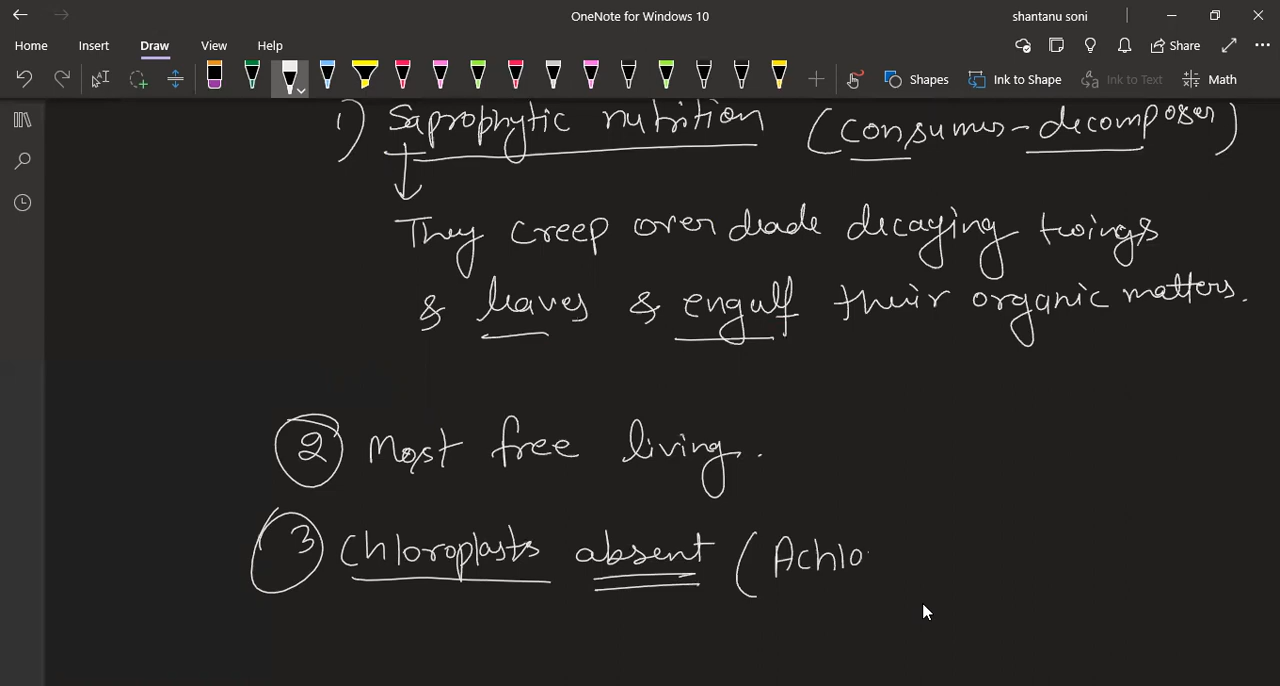 OneNote for Windows 10
shantanu soni
Home Insert Draw View Help
Share
Shapes Ink to Shape Ink to Text Math
1) Saprophytic nutrition (consumer-decomposer)
They creep over deade decaying twings
& leaves & engulf their organic matters.
2 Most free living.
3 Chloroplasts absent (Achlo